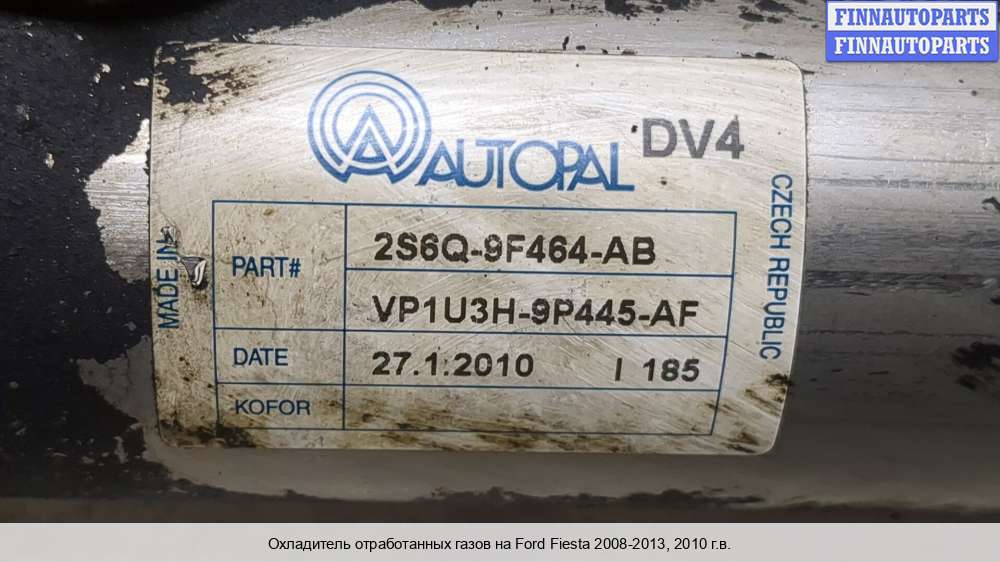 FINNAUTOPARTS
FINNAUTOPARTS
AUTOPAL DV4
MADE IN
CZECH REPUBLIC
PART# 2S6Q-9F464-AB
VP1U3H-9P445-AF
DATE 27.1.2010 I 185
KOFOR
Охладитель отработанных газов на Ford Fiesta 2008-2013, 2010 г.в.